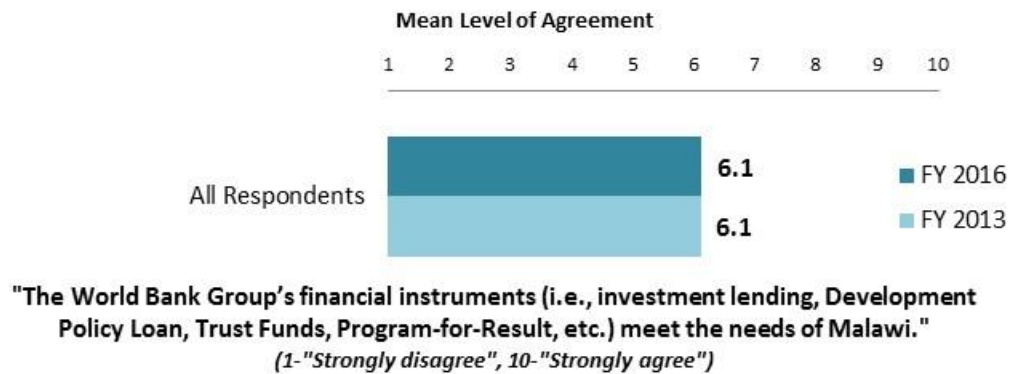 Mean Level of Agreement
1 2 3 4 5 6 7 8 9 10
All Respondents
6.1
6.1
FY 2016
FY 2013
"The World Bank Group’s financial instruments (i.e., investment lending, Development
Policy Loan, Trust Funds, Program-for-Result, etc.) meet the needs of Malawi."
(1-"Strongly disagree", 10-"Strongly agree")